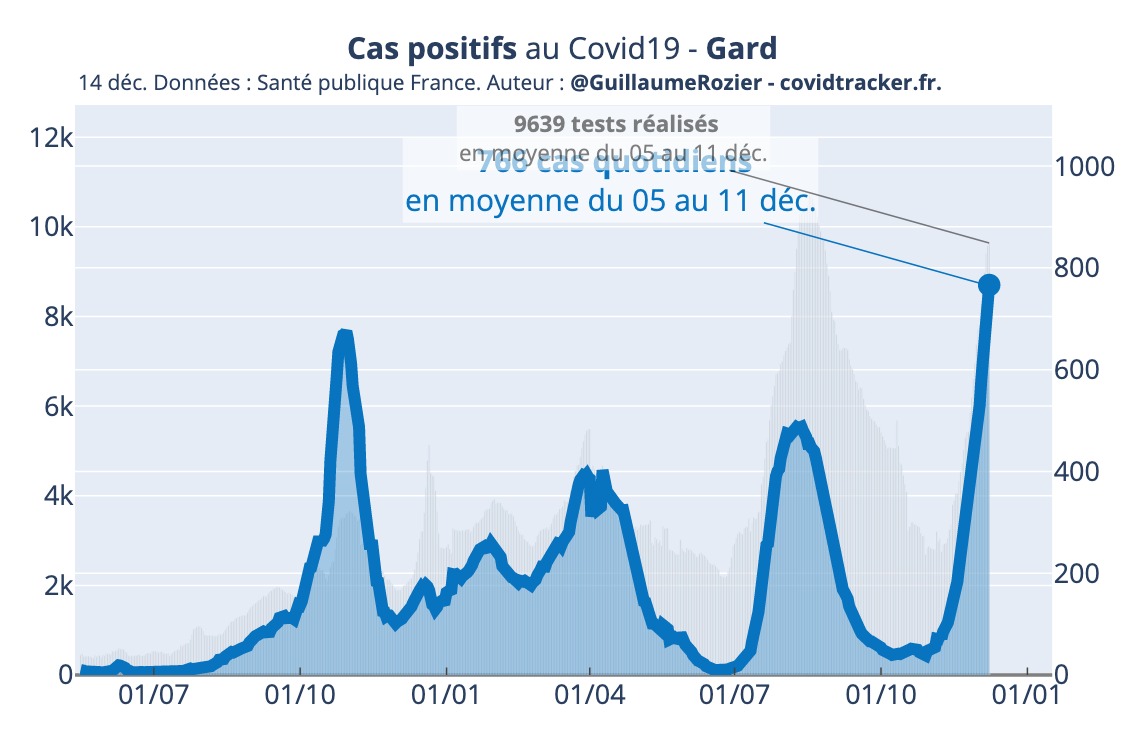 Cas positifs au Covid19 - Gard
14 déc. Données : Santé publique France. Auteur : @GuillaumeRozier - covidtracker.fr.
9639 tests réalisés
en moyenne du 05 au 11 déc.
766 cas quotidiens
en moyenne du 05 au 11 déc.
12k
10k
8k
6k
4k
2k
0
1000
800
600
400
200
0
01/07
01/10
01/01
01/04
01/07
01/10
01/01